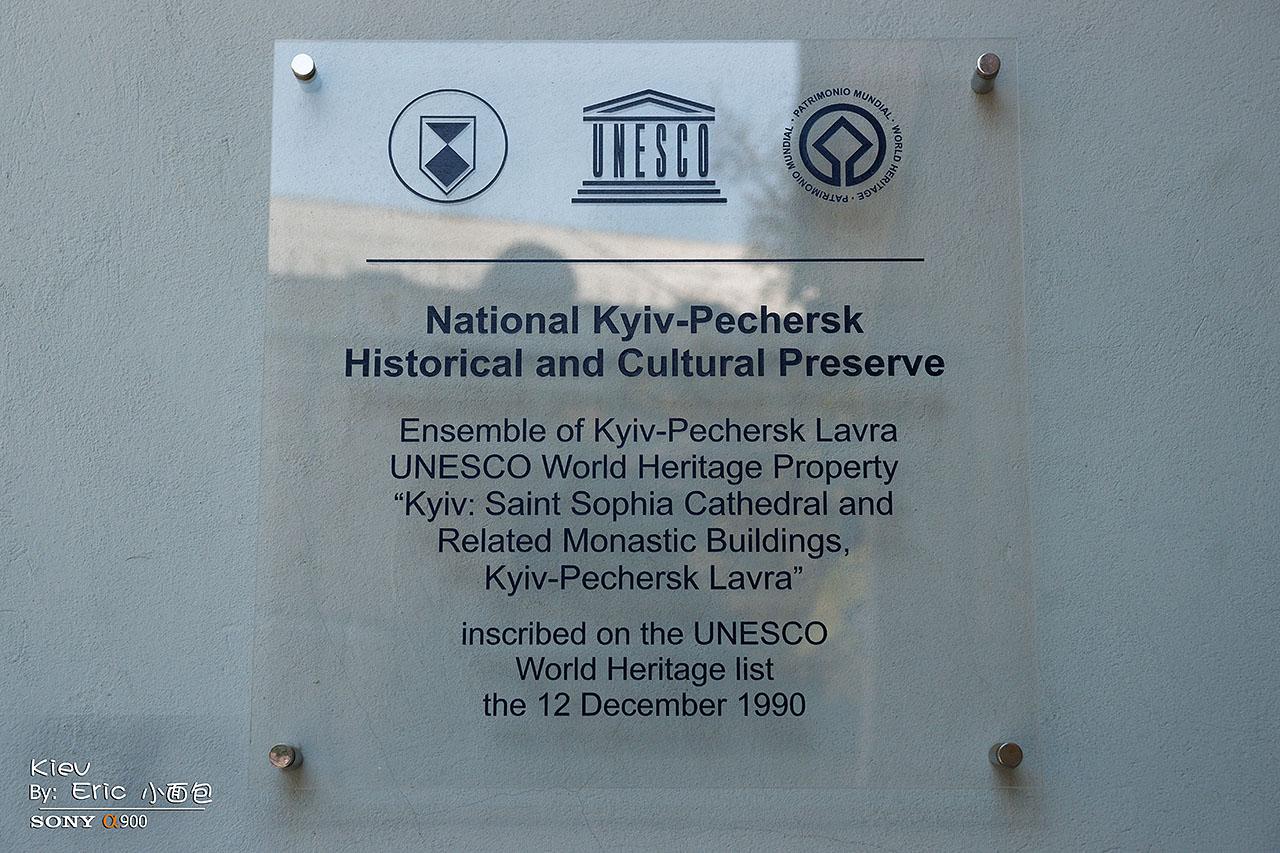 UNESCO
PATRIMONIO MUNDIAL · WORLD HERITAGE · PATRIMOINE MONDIAL ·
National Kyiv-Pechersk
Historical and Cultural Preserve
Ensemble of Kyiv-Pechersk Lavra
UNESCO World Heritage Property
“Kyiv: Saint Sophia Cathedral and
Related Monastic Buildings,
Kyiv-Pechersk Lavra”
inscribed on the UNESCO
World Heritage list
the 12 December 1990
Kiev
By: Eric 小面包
SONY α900